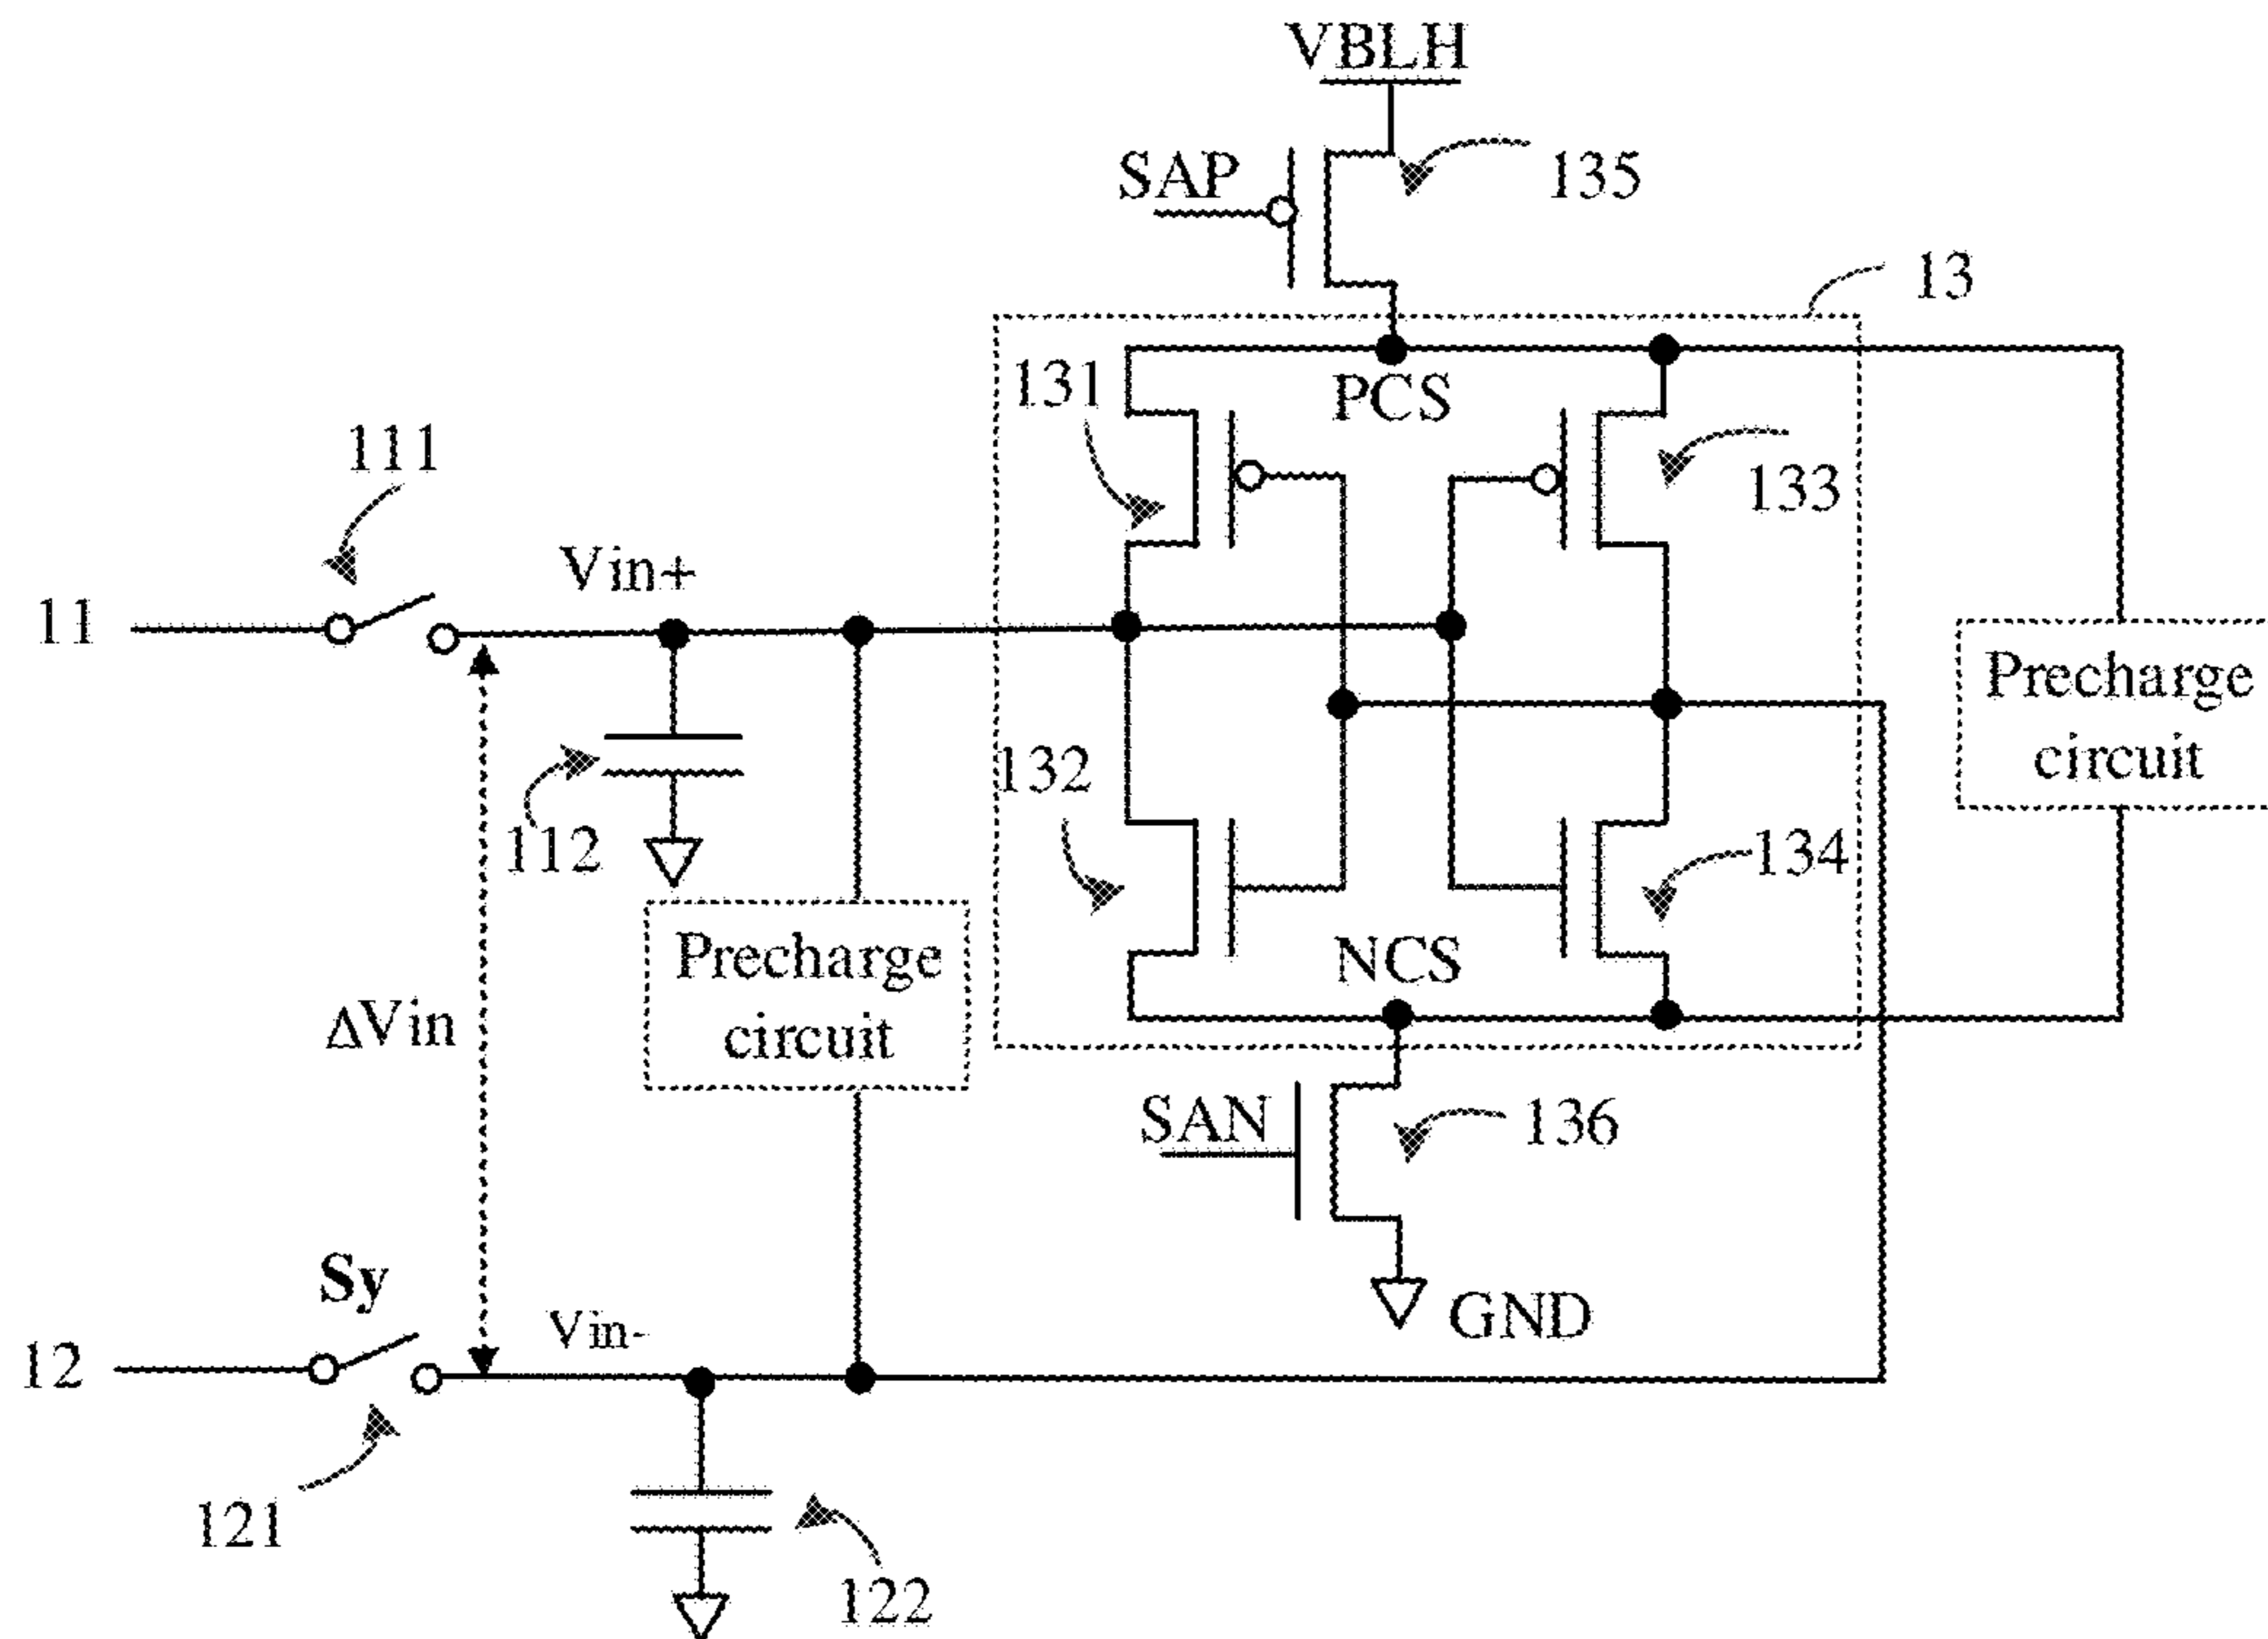 VBLH
SAP
135
13
131
PCS
133
111
11
Vin+
Precharge
circuit
132
112
134
Precharge
circuit
NCS
ΔVin
SAN
136
Sy
Vin-
GND
12
121
122